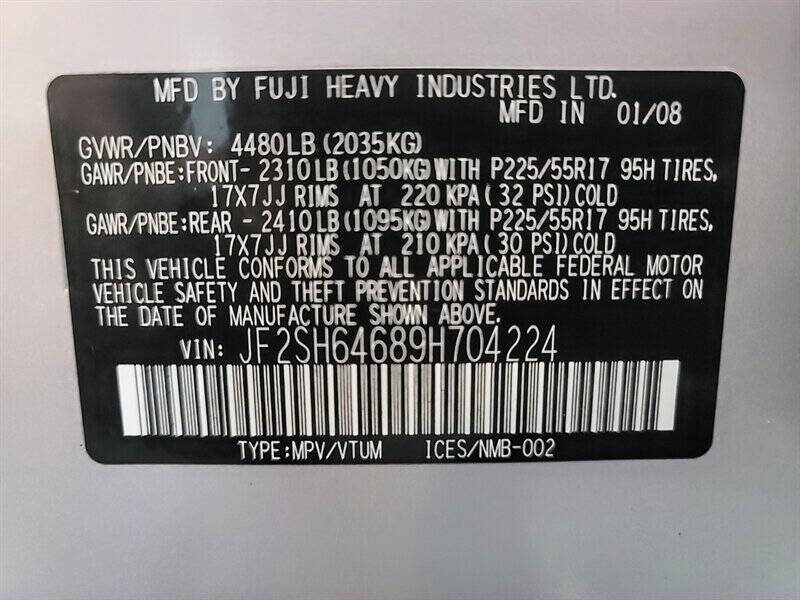 MFD BY FUJI HEAVY INDUSTRIES LTD.
MFD IN 01/08
GVWR/PNBV: 4480LB(2035KG)
GAWR/PNBE:FRONT- 2310LB(1050KG)WITH P225/55R17 95H TIRES,
17X7JJ RIMS AT 220 KPA(32 PSI)COLD
GAWR/PNBE:REAR - 2410LB(1095KG)WITH P225/55R17 95H TIRES,
17X7JJ RIMS AT 210 KPA(30 PSI)COLD
THIS VEHICLE CONFORMS TO ALL APPLICABLE FEDERAL MOTOR
VEHICLE SAFETY AND THEFT PREVENTION STANDARDS IN EFFECT ON
THE DATE OF MANUFACTURE SHOWN ABOVE.
VIN: JF2SH64689H704224
TYPE:MPV/VTUM ICES/NMB-002